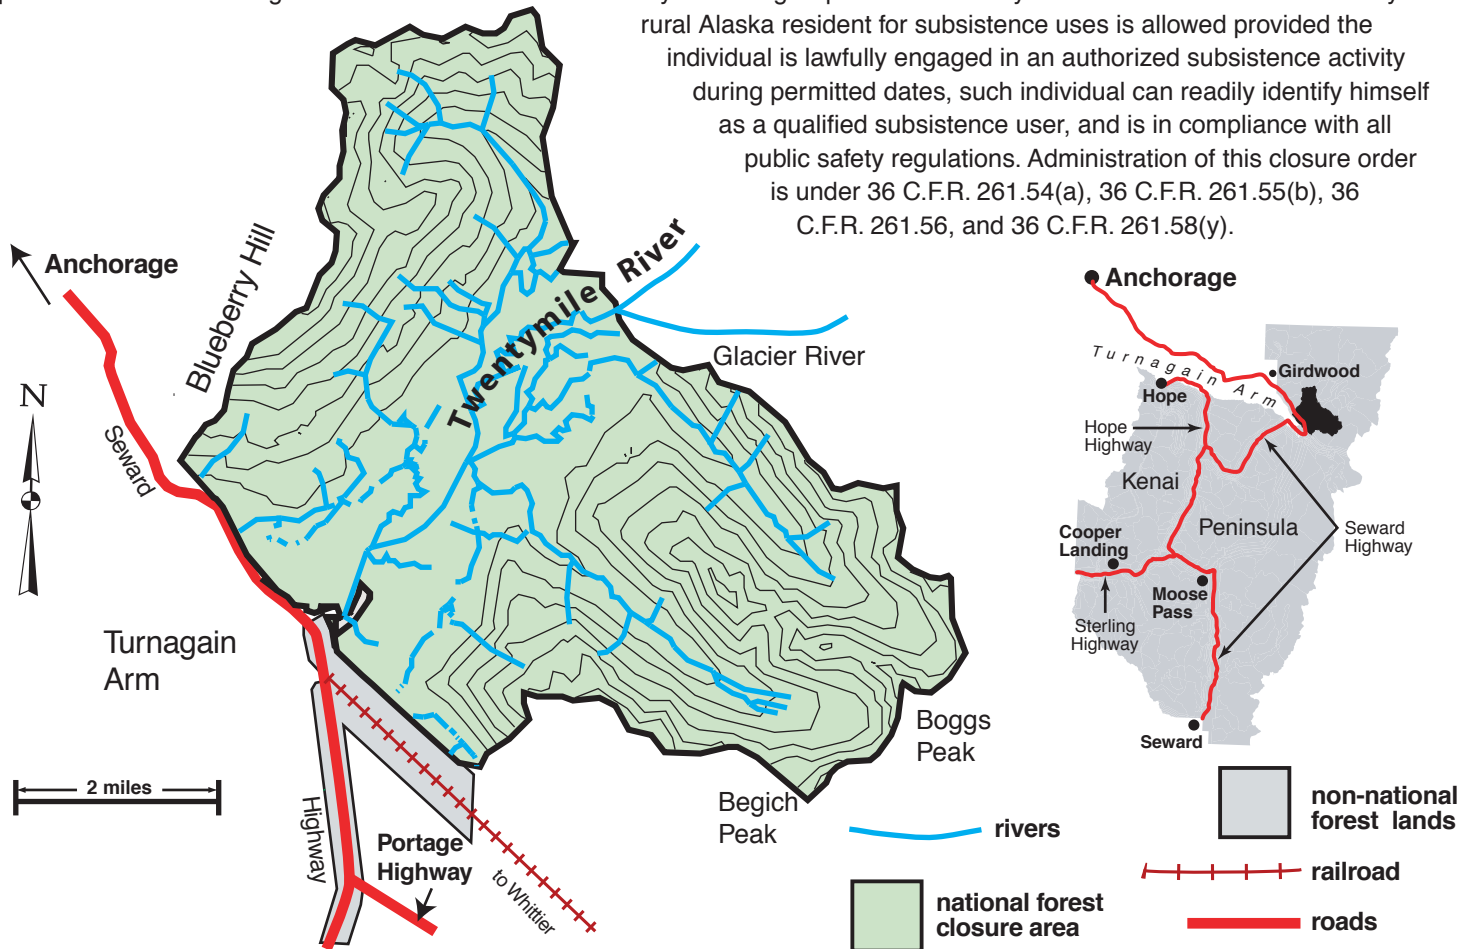 rural Alaska resident for subsistence uses is allowed provided the
individual is lawfully engaged in an authorized subsistence activity
during permitted dates, such individual can readily identify himself
as a qualified subsistence user, and is in compliance with all
public safety regulations. Administration of this closure order
is under 36 C.F.R. 261.54(a), 36 C.F.R. 261.55(b), 36
C.F.R. 261.56, and 36 C.F.R. 261.58(y).
Anchorage
Blueberry Hill
Twentymile River
Glacier River
N
Seward
Turnagain
Arm
2 miles
Highway
Portage
Highway
to Whittier
Begich
Peak
Boggs
Peak
Anchorage
Turnagain Arm
Girdwood
Hope
Hope
Highway
Kenai
Peninsula
Seward
Highway
Cooper
Landing
Moose
Pass
Sterling
Highway
Seward
rivers
national forest
closure area
non-national
forest lands
railroad
roads